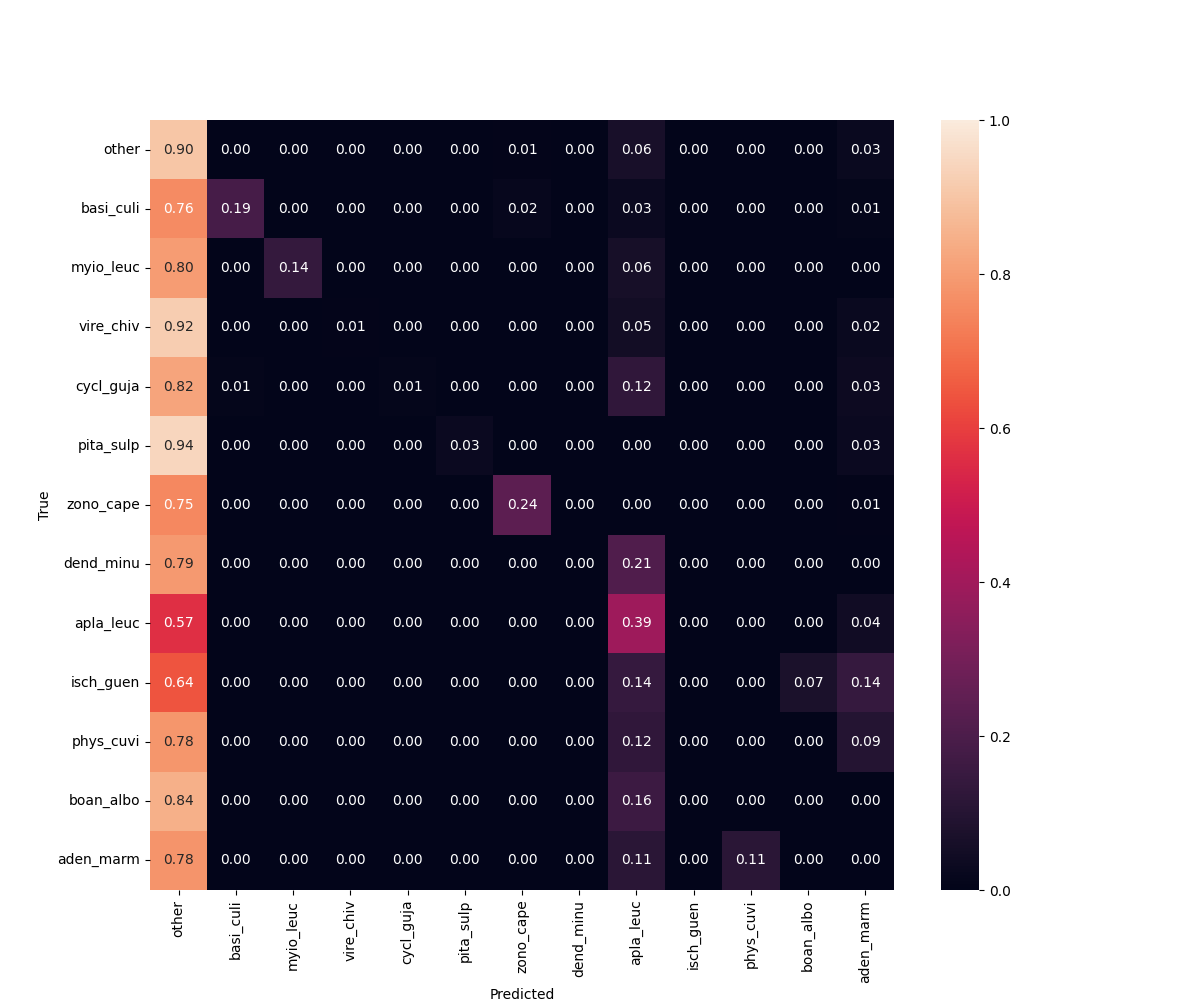 other 0.90 0.00 0.00 0.00 0.00 0.00 0.01 0.00 0.06 0.00 0.00 0.00 0.03
basi_culi 0.76 0.19 0.00 0.00 0.00 0.00 0.02 0.00 0.03 0.00 0.00 0.00 0.01
myio_leuc 0.80 0.00 0.14 0.00 0.00 0.00 0.00 0.00 0.06 0.00 0.00 0.00 0.00
vire_chiv 0.92 0.00 0.00 0.01 0.00 0.00 0.00 0.00 0.05 0.00 0.00 0.00 0.02
cycl_guja 0.82 0.01 0.00 0.00 0.01 0.00 0.00 0.00 0.12 0.00 0.00 0.00 0.03
pita_sulp 0.94 0.00 0.00 0.00 0.00 0.03 0.00 0.00 0.00 0.00 0.00 0.00 0.03
zono_cape 0.75 0.00 0.00 0.00 0.00 0.00 0.24 0.00 0.00 0.00 0.00 0.00 0.01
dend_minu 0.79 0.00 0.00 0.00 0.00 0.00 0.00 0.00 0.21 0.00 0.00 0.00 0.00
apla_leuc 0.57 0.00 0.00 0.00 0.00 0.00 0.00 0.00 0.39 0.00 0.00 0.00 0.04
isch_guen 0.64 0.00 0.00 0.00 0.00 0.00 0.00 0.00 0.14 0.00 0.00 0.07 0.14
phys_cuvi 0.78 0.00 0.00 0.00 0.00 0.00 0.00 0.00 0.12 0.00 0.00 0.00 0.09
boan_albo 0.84 0.00 0.00 0.00 0.00 0.00 0.00 0.00 0.16 0.00 0.00 0.00 0.00
aden_marm 0.78 0.00 0.00 0.00 0.00 0.00 0.00 0.00 0.11 0.00 0.11 0.00 0.00
True
other basi_culi myio_leuc vire_chiv cycl_guja pita_sulp zono_cape dend_minu apla_leuc isch_guen phys_cuvi boan_albo aden_marm
Predicted
1.0
0.8
0.6
0.4
0.2
0.0